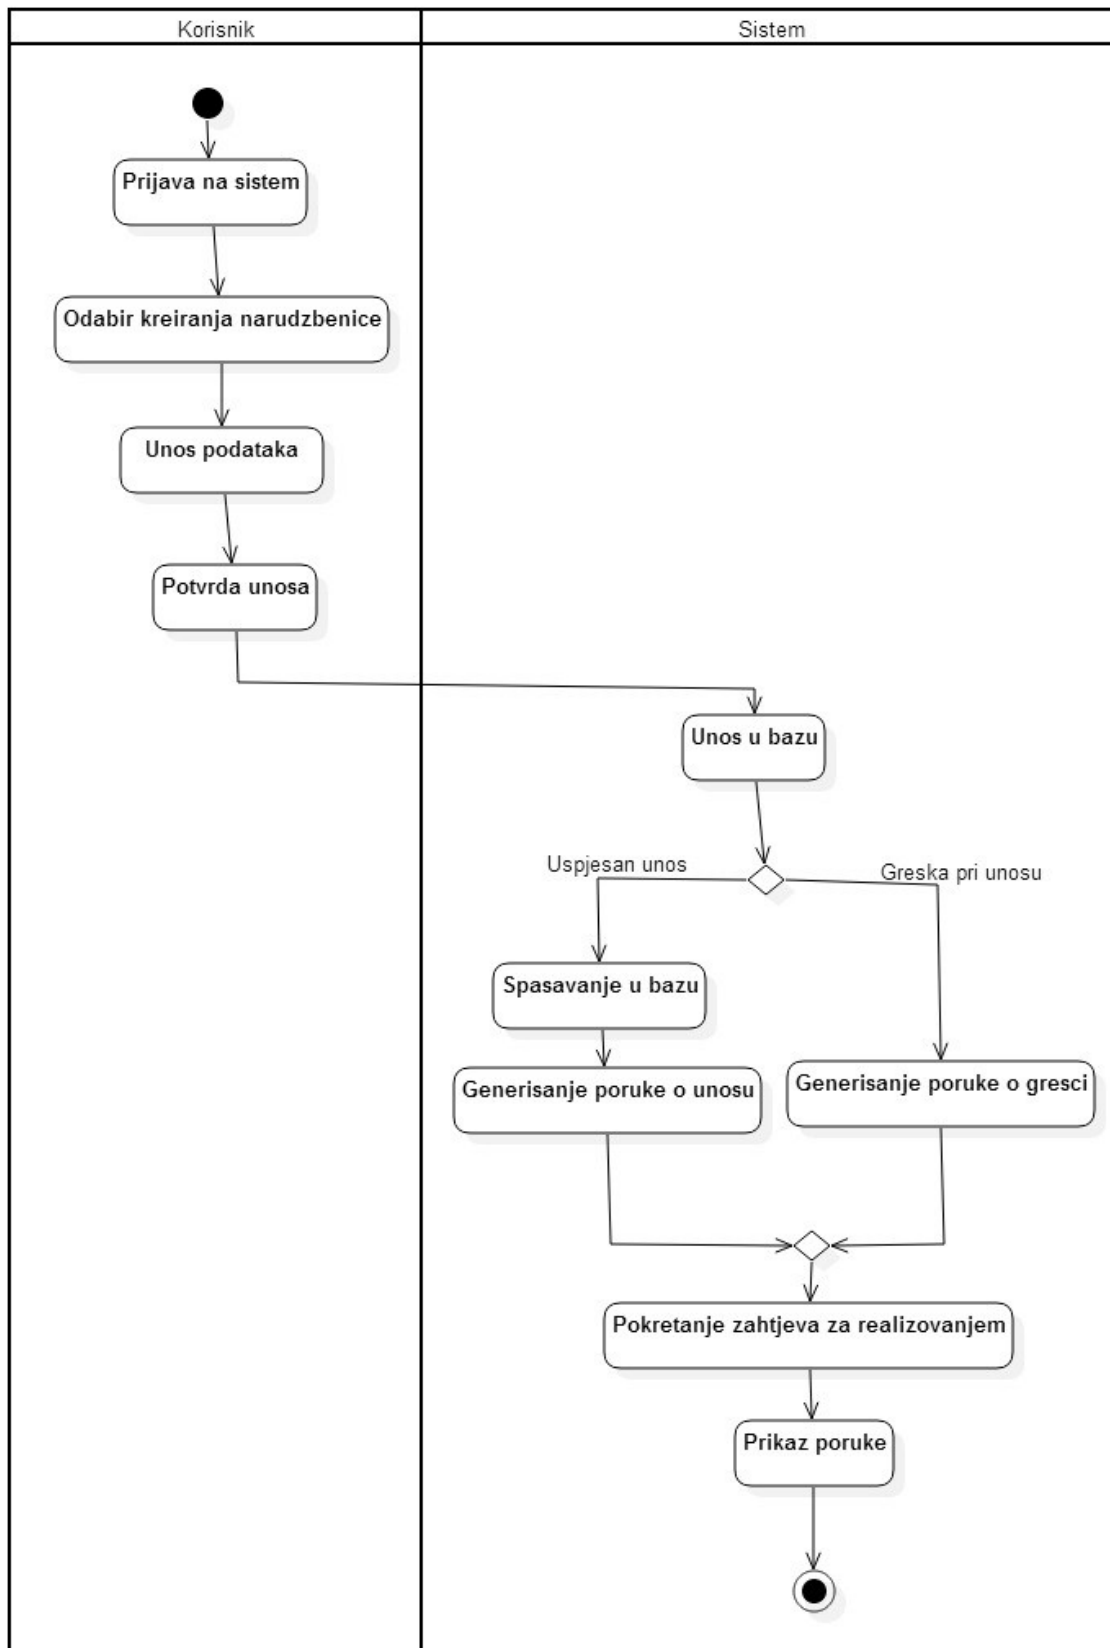 Korisnik
Sistem
Prijava na sistem
Odabir kreiranja narudzbenice
Unos podataka
Potvrda unosa
Unos u bazu
Uspjesan unos
Greska pri unosu
Spasavanje u bazu
Generisanje poruke o unosu
Generisanje poruke o gresci
Pokretanje zahtjeva za realizovanjem
Prikaz poruke